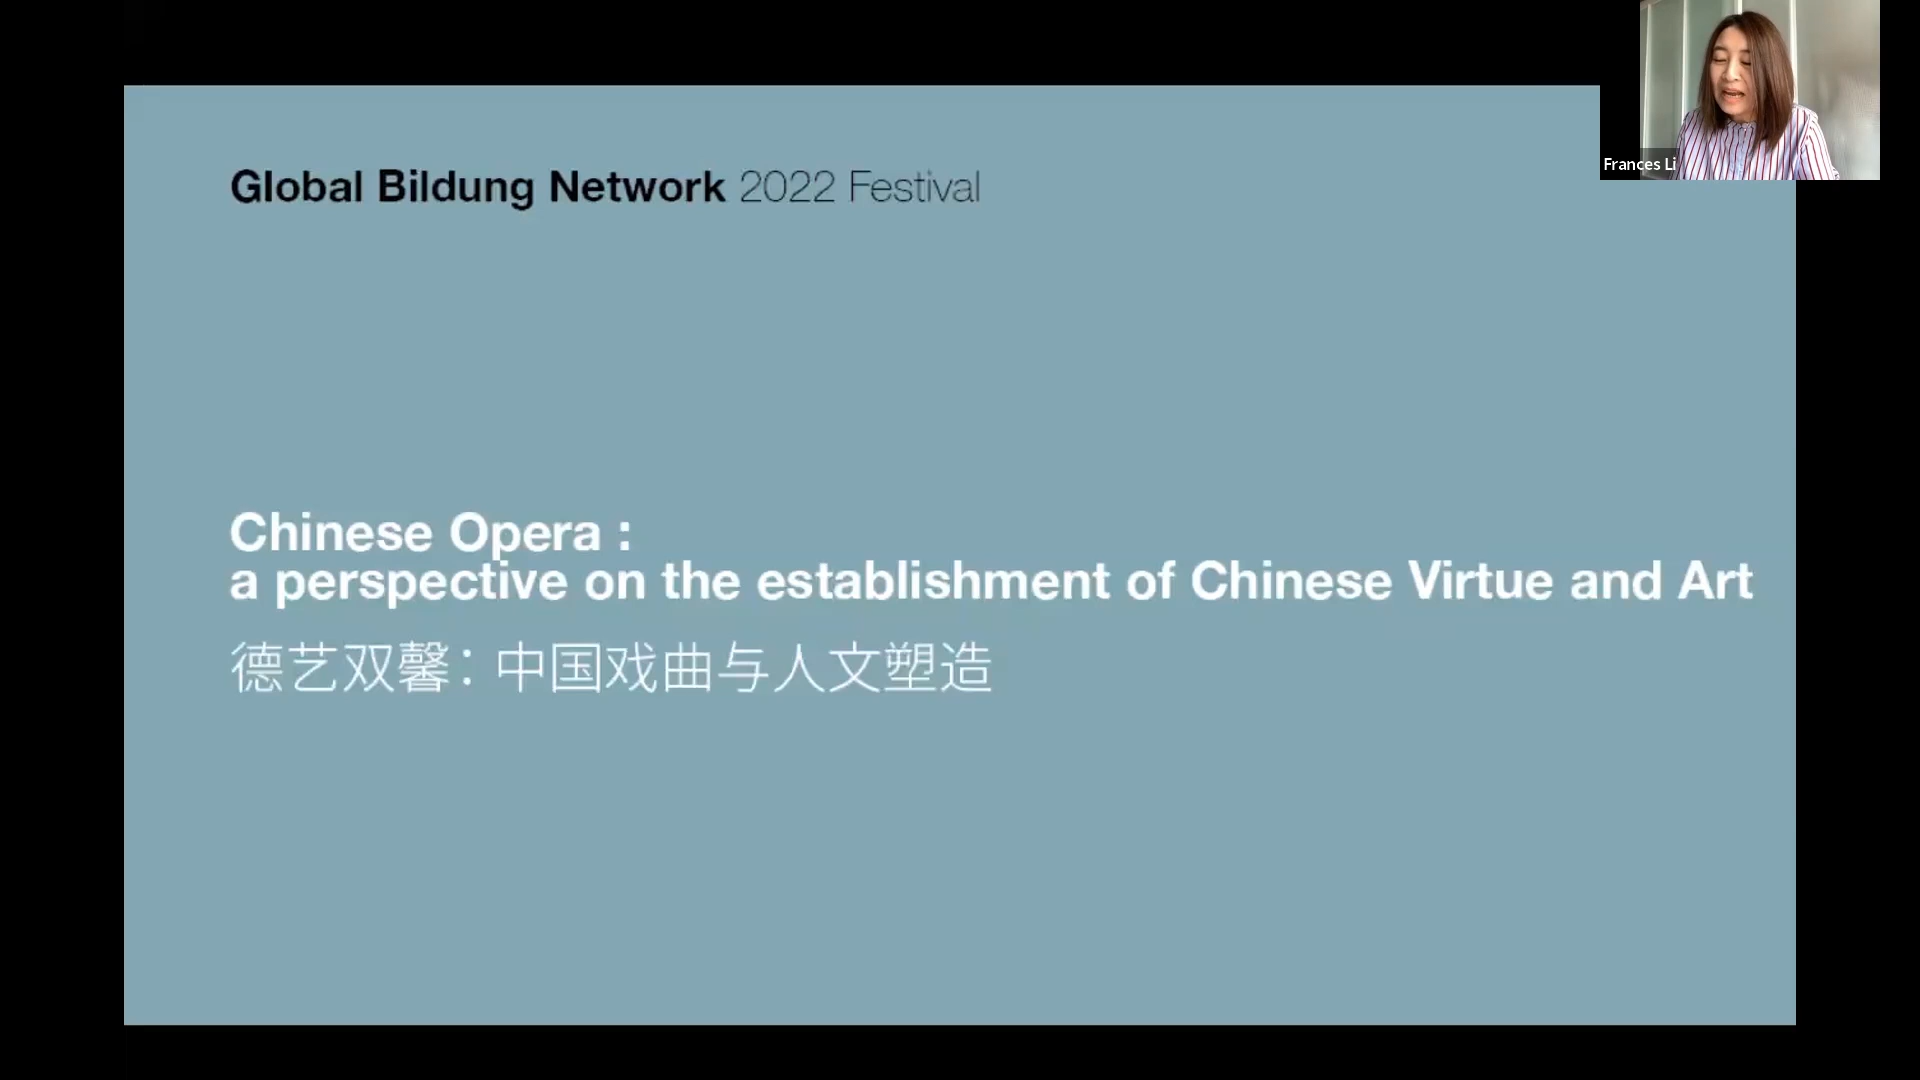 Global Bildung Network 2022 Festival
Chinese Opera :
a perspective on the establishment of Chinese Virtue and Art
德艺双馨：中国戏曲与人文塑造
Frances Li